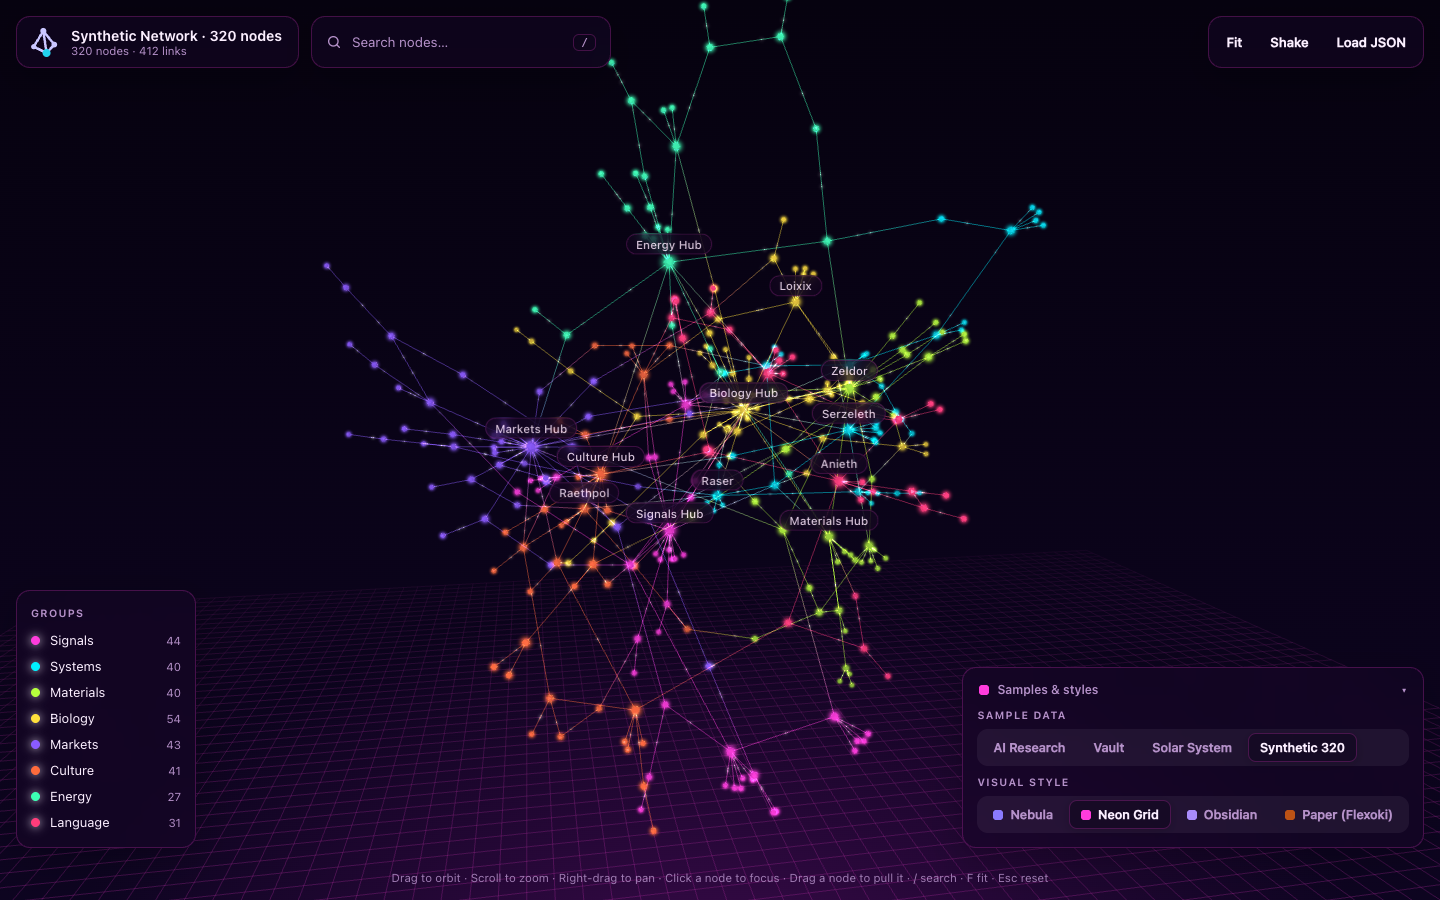 Synthetic Network · 320 nodes
320 nodes · 412 links
Search nodes...
/
Fit
Shake
Load JSON
Energy Hub
Loixix
Zeldor
Biology Hub
Serzeleth
Markets Hub
Culture Hub
Anieth
Raser
Raethpol
Signals Hub
Materials Hub
GROUPS
Signals 44
Systems 40
Materials 40
Biology 54
Markets 43
Culture 41
Energy 27
Language 31
Samples & styles
SAMPLE DATA
AI Research Vault Solar System Synthetic 320
VISUAL STYLE
Nebula Neon Grid Obsidian Paper (Flexoki)
Drag to orbit · Scroll to zoom · Right-drag to pan · Click a node to focus · Drag a node to pull it · / search · F fit · Esc reset